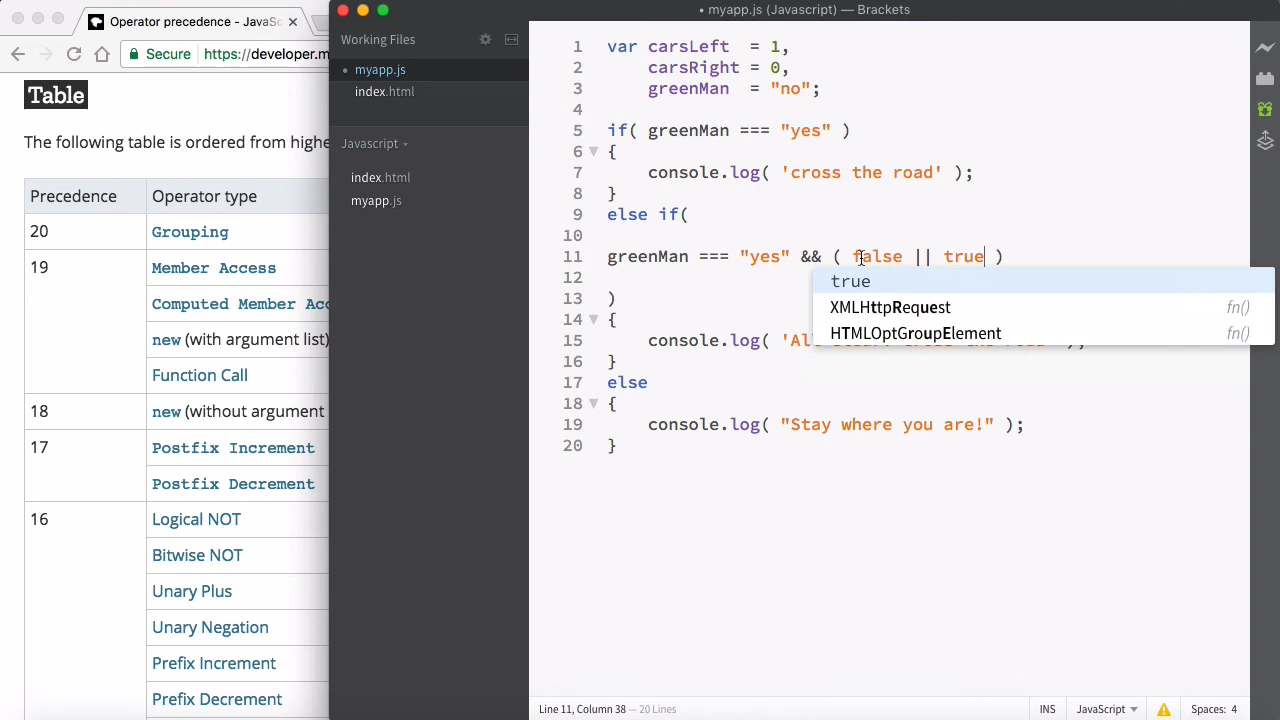 Operator precedence - JavaSc
Secure
https://developer.m
Table
The following table is ordered from highe
Precedence
Operator type
20
Grouping
19
Member Access
Computed Member Acc
new (with argument list)
Function Call
18
new (without argument
17
Postfix Increment
Postfix Decrement
16
Logical NOT
Bitwise NOT
Unary Plus
Unary Negation
Prefix Increment
Prefix Decrement
• myapp.js (Javascript) — Brackets
Working Files
• myapp.js
index.html
Javascript
index.html
myapp.js
1 var carsLeft = 1,
2 carsRight = 0,
3 greenMan = "no";
4
5 if( greenMan === "yes" )
6 {
7 console.log( 'cross the road' );
8 }
9 else if(
10
11 greenMan === "yes" && ( false || true )
12
13 )
14 {
15 console.log(
16 }
17 else
18 {
19 console.log( "Stay where you are!" );
20 }
true
XMLHttpRequest fn()
HTMLOptGroupElement fn()
Line 11, Column 38 — 20 Lines
INS
JavaScript
Spaces: 4